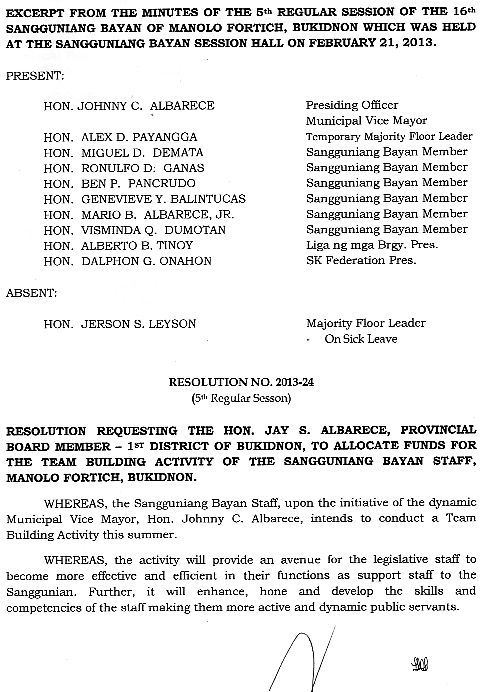 EXCERPT FROM THE MINUTES OF THE 5th REGULAR SESSION OF THE 16th
SANGGUNIANG BAYAN OF MANOLO FORTICH, BUKIDNON WHICH WAS HELD
AT THE SANGGUNIANG BAYAN SESSION HALL ON FEBRUARY 21, 2013.
PRESENT:
HON. JOHNNY C. ALBARECE Presiding Officer
Municipal Vice Mayor
HON. ALEX D. PAYANGGA Temporary Majority Floor Leader
HON. MIGUEL D. DEMATA Sangguniang Bayan Member
HON. RONULFO D. GANAS Sangguniang Bayan Member
HON. BEN P. PANCRUDO Sangguniang Bayan Member
HON. GENEVIEVE Y. BALINTUCAS Sangguniang Bayan Member
HON. MARIO B. ALBARECE, JR. Sangguniang Bayan Member
HON. VISMINDA Q. DUMOTAN Sangguniang Bayan Member
HON. ALBERTO B. TINOY Liga ng mga Brgy. Pres.
HON. DALPHON G. ONAHON SK Federation Pres.
ABSENT:
HON. JERSON S. LEYSON Majority Floor Leader
- On Sick Leave
RESOLUTION NO. 2013-24
(5th Regular Sesson)
RESOLUTION REQUESTING THE HON. JAY S. ALBARECE, PROVINCIAL
BOARD MEMBER – 1ST DISTRICT OF BUKIDNON, TO ALLOCATE FUNDS FOR
THE TEAM BUILDING ACTIVITY OF THE SANGGUNIANG BAYAN STAFF,
MANOLO FORTICH, BUKIDNON.
WHEREAS, the Sangguniang Bayan Staff, upon the initiative of the dynamic
Municipal Vice Mayor, Hon. Johnny C. Albarece, intends to conduct a Team
Building Activity this summer.
WHEREAS, the activity will provide an avenue for the legislative staff to
become more effective and efficient in their functions as support staff to the
Sanggunian. Further, it will enhance, hone and develop the skills and
competencies of the staff making them more active and dynamic public servants.